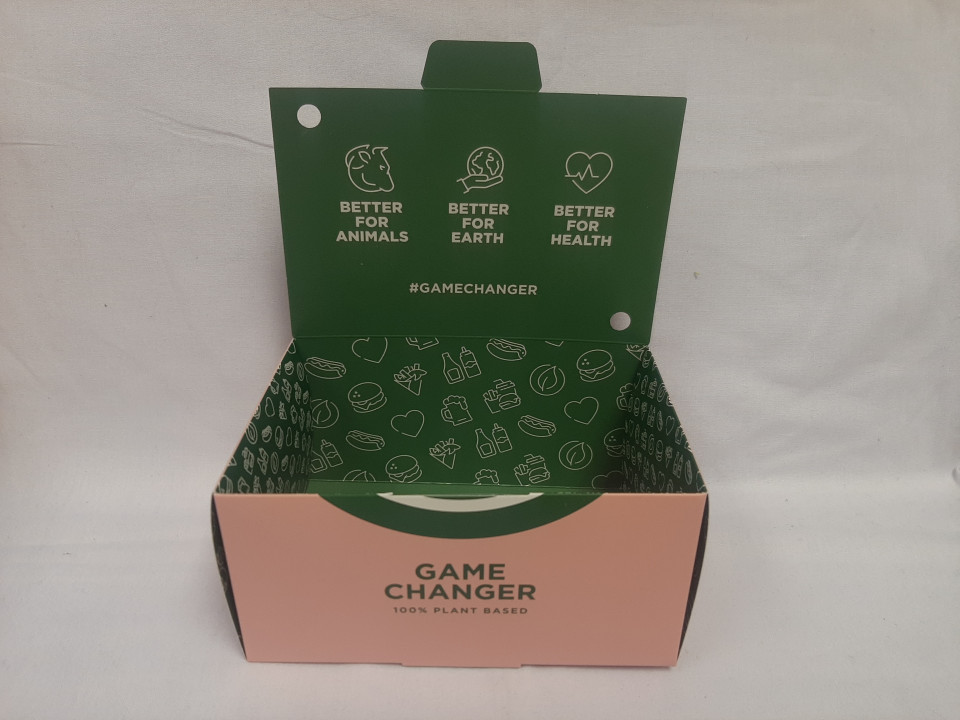 BETTER
FOR
ANIMALS
BETTER
FOR
EARTH
BETTER
FOR
HEALTH
#GAMECHANGER
GAME
CHANGER
100% PLANT BASED